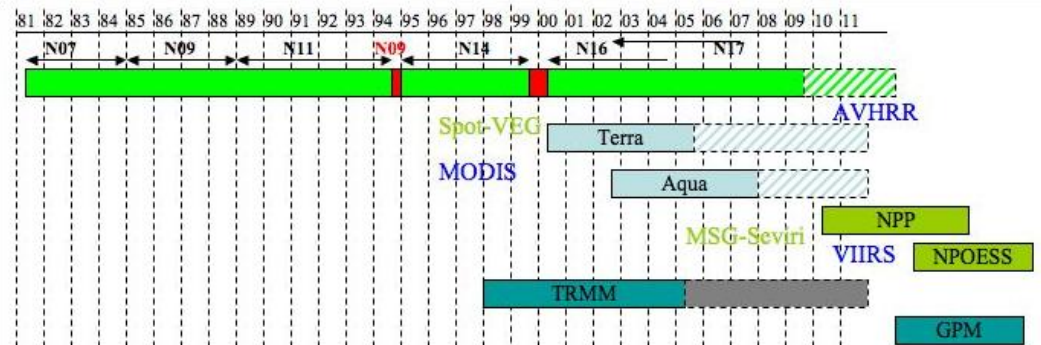 81 82 83 84 85 86 87 88 89 90 91 92 93 94 95 96 97 98 99 00 01 02 05 06 07 08 09 10 11
N07 N09 N11 N09 N14 N16 N17
AVHRR
Spot-VEG
Terra
MODIS
Aqua
NPP
MSG-Seviri
VIIRS
NPOESS
TRMM
GPM